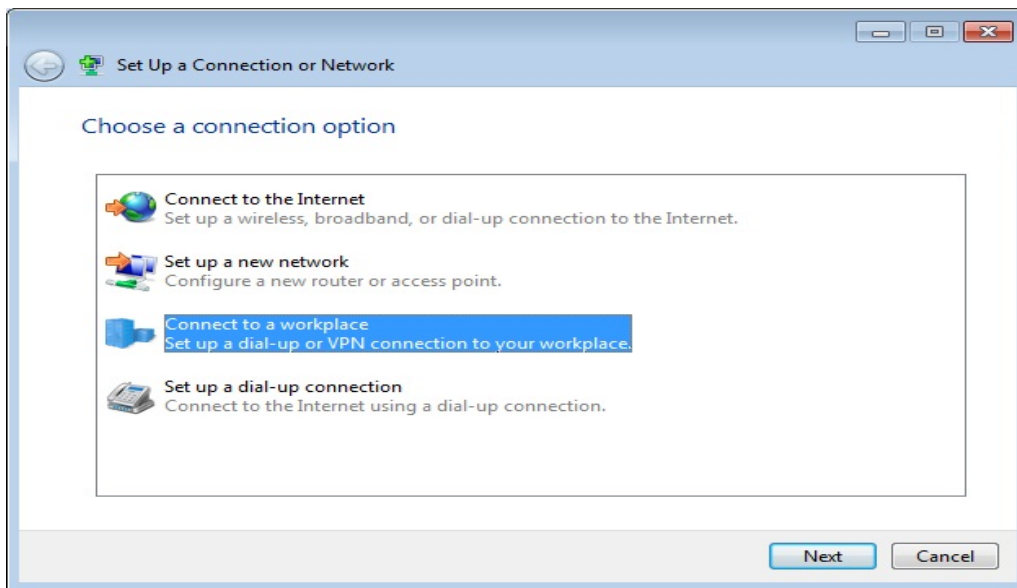 Set Up a Connection or Network
Choose a connection option
Connect to the Internet
Set up a wireless, broadband, or dial-up connection to the Internet.
Set up a new network
Configure a new router or access point.
Connect to a workplace
Set up a dial-up or VPN connection to your workplace.
Set up a dial-up connection
Connect to the Internet using a dial-up connection.
Next Cancel